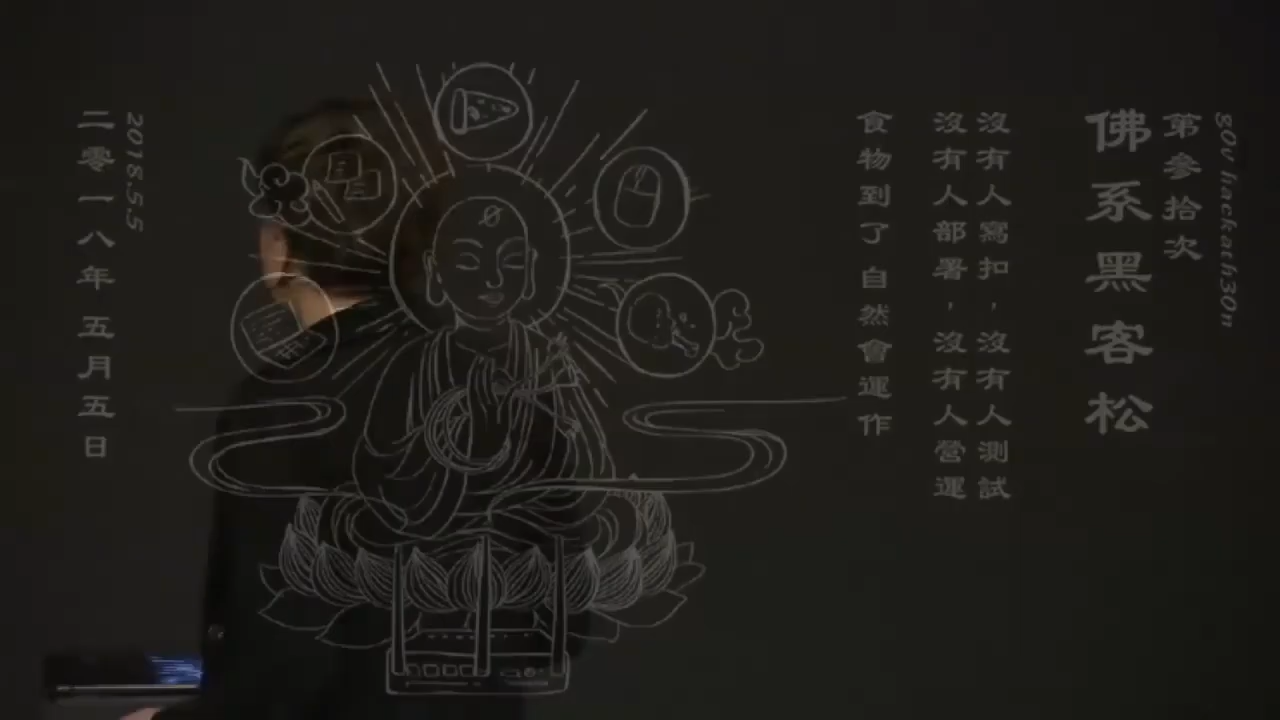 g0v hackath30n
第參拾次
佛系黑客松
沒有人寫扣，沒有人測試
沒有人部署，沒有人營運
食物到了 自然會運作
2018.5.5
二零一八年 五月五日